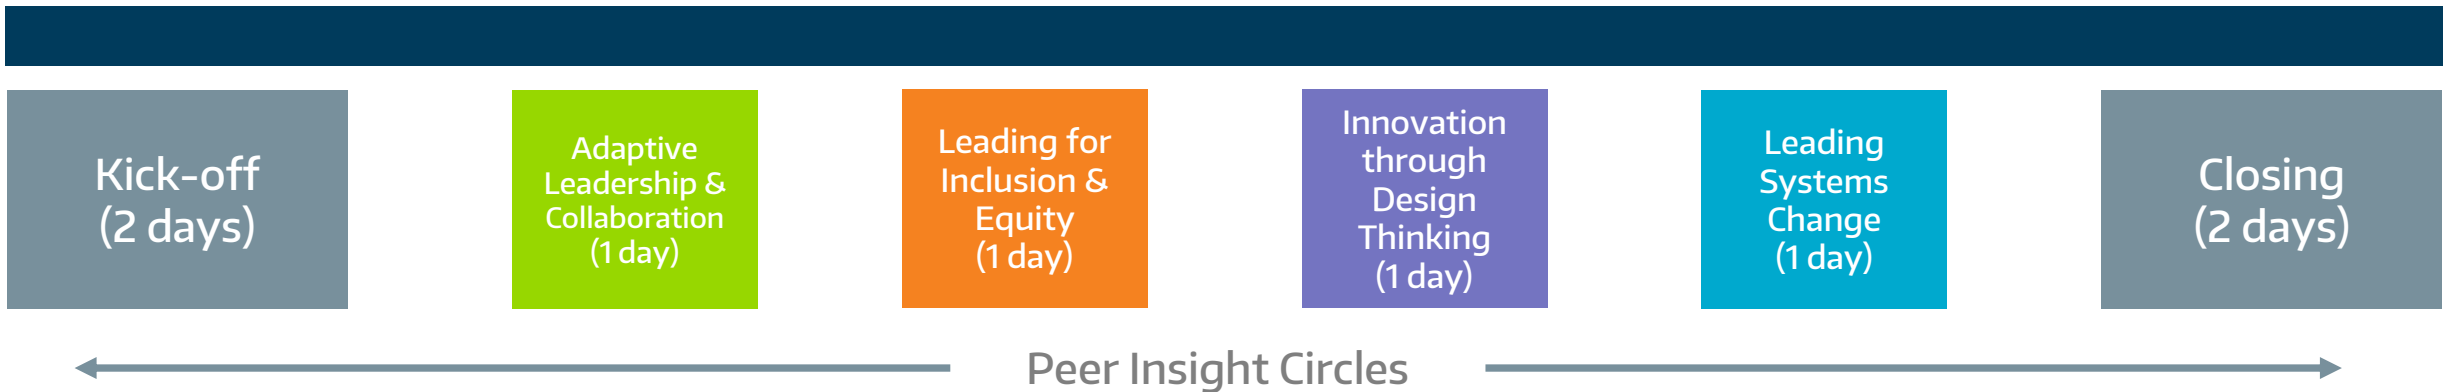 Kick-off
(2 days)
Adaptive
Leadership &
Collaboration
(1 day)
Leading for
Inclusion &
Equity
(1 day)
Innovation
through
Design
Thinking
(1 day)
Leading
Systems
Change
(1 day)
Closing
(2 days)
Peer Insight Circles